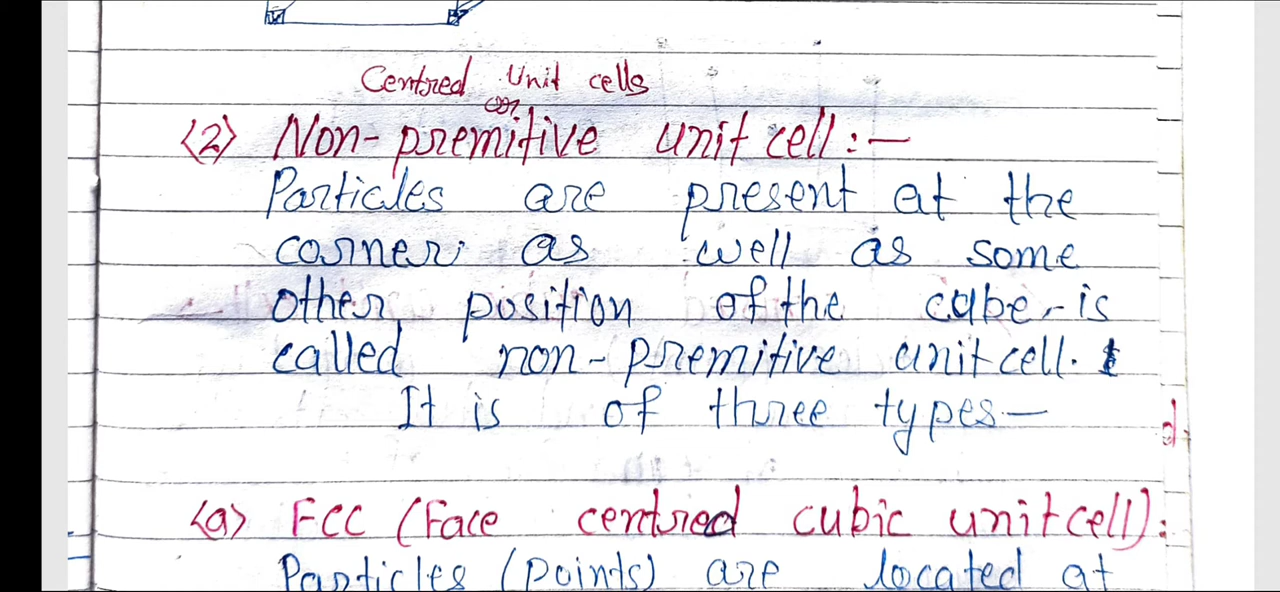 Centred Unit cells
or
(2) Non-premitive unit cell:-
Particles are present at the
corner as well as some
other position of the cube is
called non-premitive unit cell.
It is of three types-
(a) FCC (Face centred cubic unit cell):
Particles (points) are located at